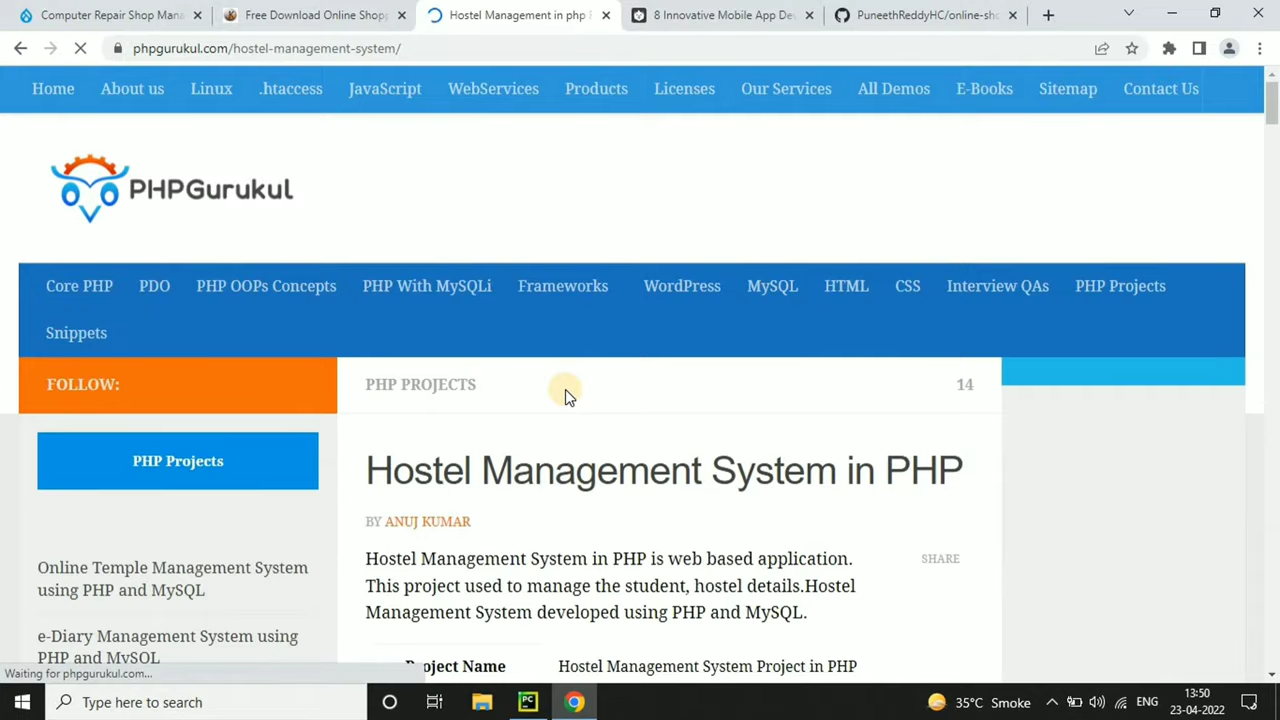 Computer Repair Shop Mana
Free Download Online Shopp
Hostel Management in php P
8 Innovative Mobile App Dev
PuneethReddyHC/online-sho
phpgurukul.com/hostel-management-system/
Home
About us
Linux
.htaccess
JavaScript
WebServices
Products
Licenses
Our Services
All Demos
E-Books
Sitemap
Contact Us
PHPGurukul
Core PHP
PDO
PHP OOPs Concepts
PHP With MySQLi
Frameworks
WordPress
MySQL
HTML
CSS
Interview QAs
PHP Projects
Snippets
FOLLOW:
PHP PROJECTS
14
PHP Projects
Online Temple Management System
using PHP and MySQL
e-Diary Management System using
PHP and MySQL
Hostel Management System in PHP
BY ANUJ KUMAR
Hostel Management System in PHP is web based application.
This project used to manage the student, hostel details.Hostel
Management System developed using PHP and MySQL.
SHARE
Project Name
Hostel Management System Project in PHP
Waiting for phpgurukul.com...
Type here to search
PC
35°C Smoke
ENG
13:50
23-04-2022